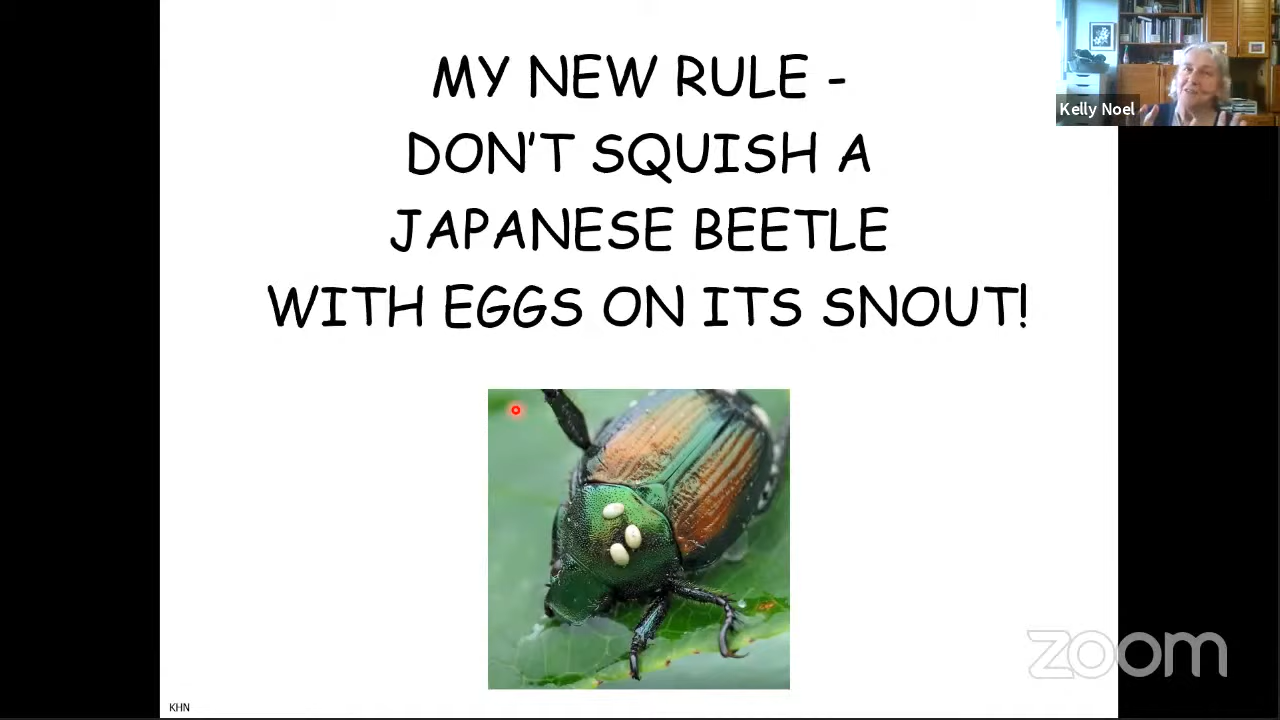 MY NEW RULE -
DON'T SQUISH A
JAPANESE BEETLE
WITH EGGS ON ITS SNOUT!
Kelly Noel
zoom
KHN